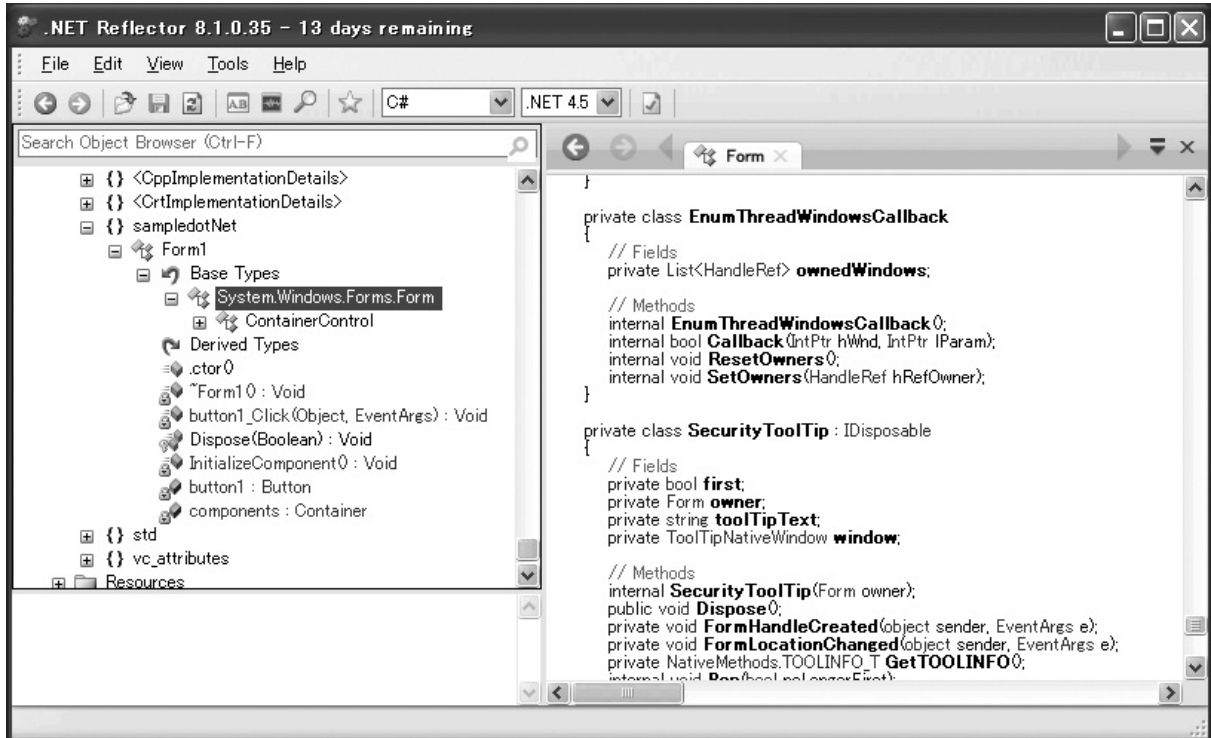 .NET Reflector 8.1.0.35 - 13 days remaining
File Edit View Tools Help
C# .NET 4.5
Search Object Browser (Ctrl-F)
{} <CppImplementationDetails>
{} <CrtImplementationDetails>
{} sampledotNet
Form1
Base Types
System.Windows.Forms.Form
ContainerControl
Derived Types
.ctor()
~Form1() : Void
button1_Click(Object, EventArgs) : Void
Dispose(Boolean) : Void
InitializeComponent() : Void
button1 : Button
components : Container
{} std
{} vc_attributes
Resources
Form
}
private class EnumThreadWindowsCallback
{
// Fields
private List<HandleRef> ownedWindows;
// Methods
internal EnumThreadWindowsCallback();
internal bool Callback(IntPtr hWnd, IntPtr lParam);
internal void ResetOwners();
internal void SetOwners(HandleRef hRefOwner);
}
private class SecurityToolTip : IDisposable
{
// Fields
private bool first;
private Form owner;
private string toolTipText;
private ToolTipNativeWindow window;
// Methods
internal SecurityToolTip(Form owner);
public void Dispose();
private void FormHandleCreated(object sender, EventArgs e);
private void FormLocationChanged(object sender, EventArgs e);
private NativeMethods.TOOLINFO_T GetTOOLINFO();
internal void Pop(bool noLongerFirst);